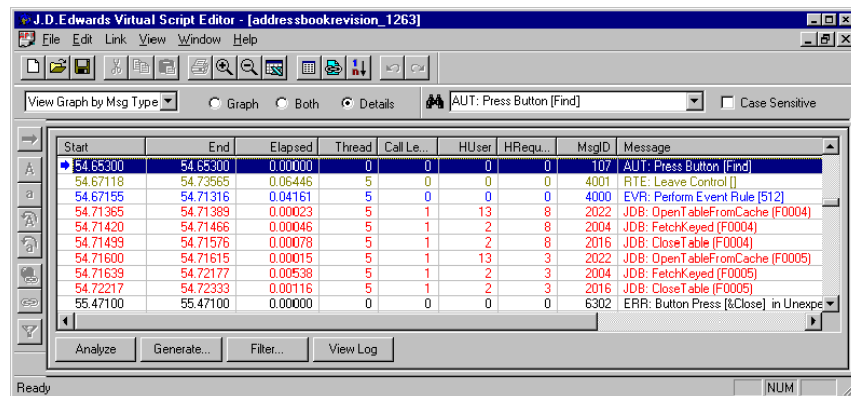 J.D.Edwards Virtual Script Editor - [addressbookrevision_1263]
File Edit Link View Window Help
View Graph by Msg Type Graph Both Details AUT: Press Button [Find] Case Sensitive
Start End Elapsed Thread Call Le... HUser HRequ... MsgID Message
54.65300 54.65300 0.00000 0 0 0 0 107 AUT: Press Button [Find]
54.67118 54.73565 0.06446 5 0 0 0 4001 RTE: Leave Control []
54.67155 54.71316 0.04161 5 0 0 0 4000 EVR: Perform Event Rule [512]
54.71365 54.71389 0.00023 5 1 13 8 2022 JDB: OpenTableFromCache (F0004)
54.71420 54.71466 0.00046 5 1 2 8 2004 JDB: FetchKeyed (F0004)
54.71499 54.71576 0.00078 5 1 2 8 2016 JDB: CloseTable (F0004)
54.71600 54.71615 0.00015 5 1 13 3 2022 JDB: OpenTableFromCache (F0005)
54.71639 54.72177 0.00538 5 1 2 3 2004 JDB: FetchKeyed (F0005)
54.72217 54.72333 0.00116 5 1 2 3 2016 JDB: CloseTable (F0005)
55.47100 55.47100 0.00000 0 0 0 0 6302 ERR: Button Press [&Close] in Unexpe
Analyze Generate... Filter... View Log
Ready NUM